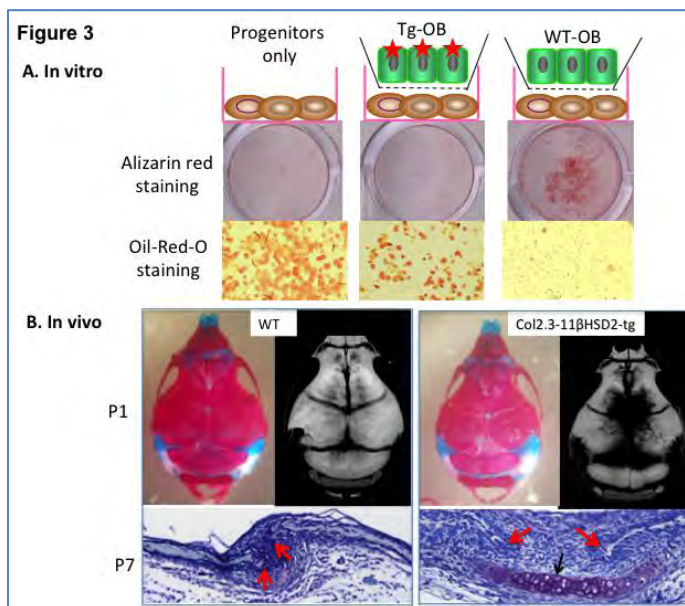 Figure 3
A. In vitro
Progenitors
only
Tg-OB
WT-OB
Alizarin red
staining
Oil-Red-O
staining
B. In vivo
WT
Col2.3-11βHSD2-tg
P1
P7